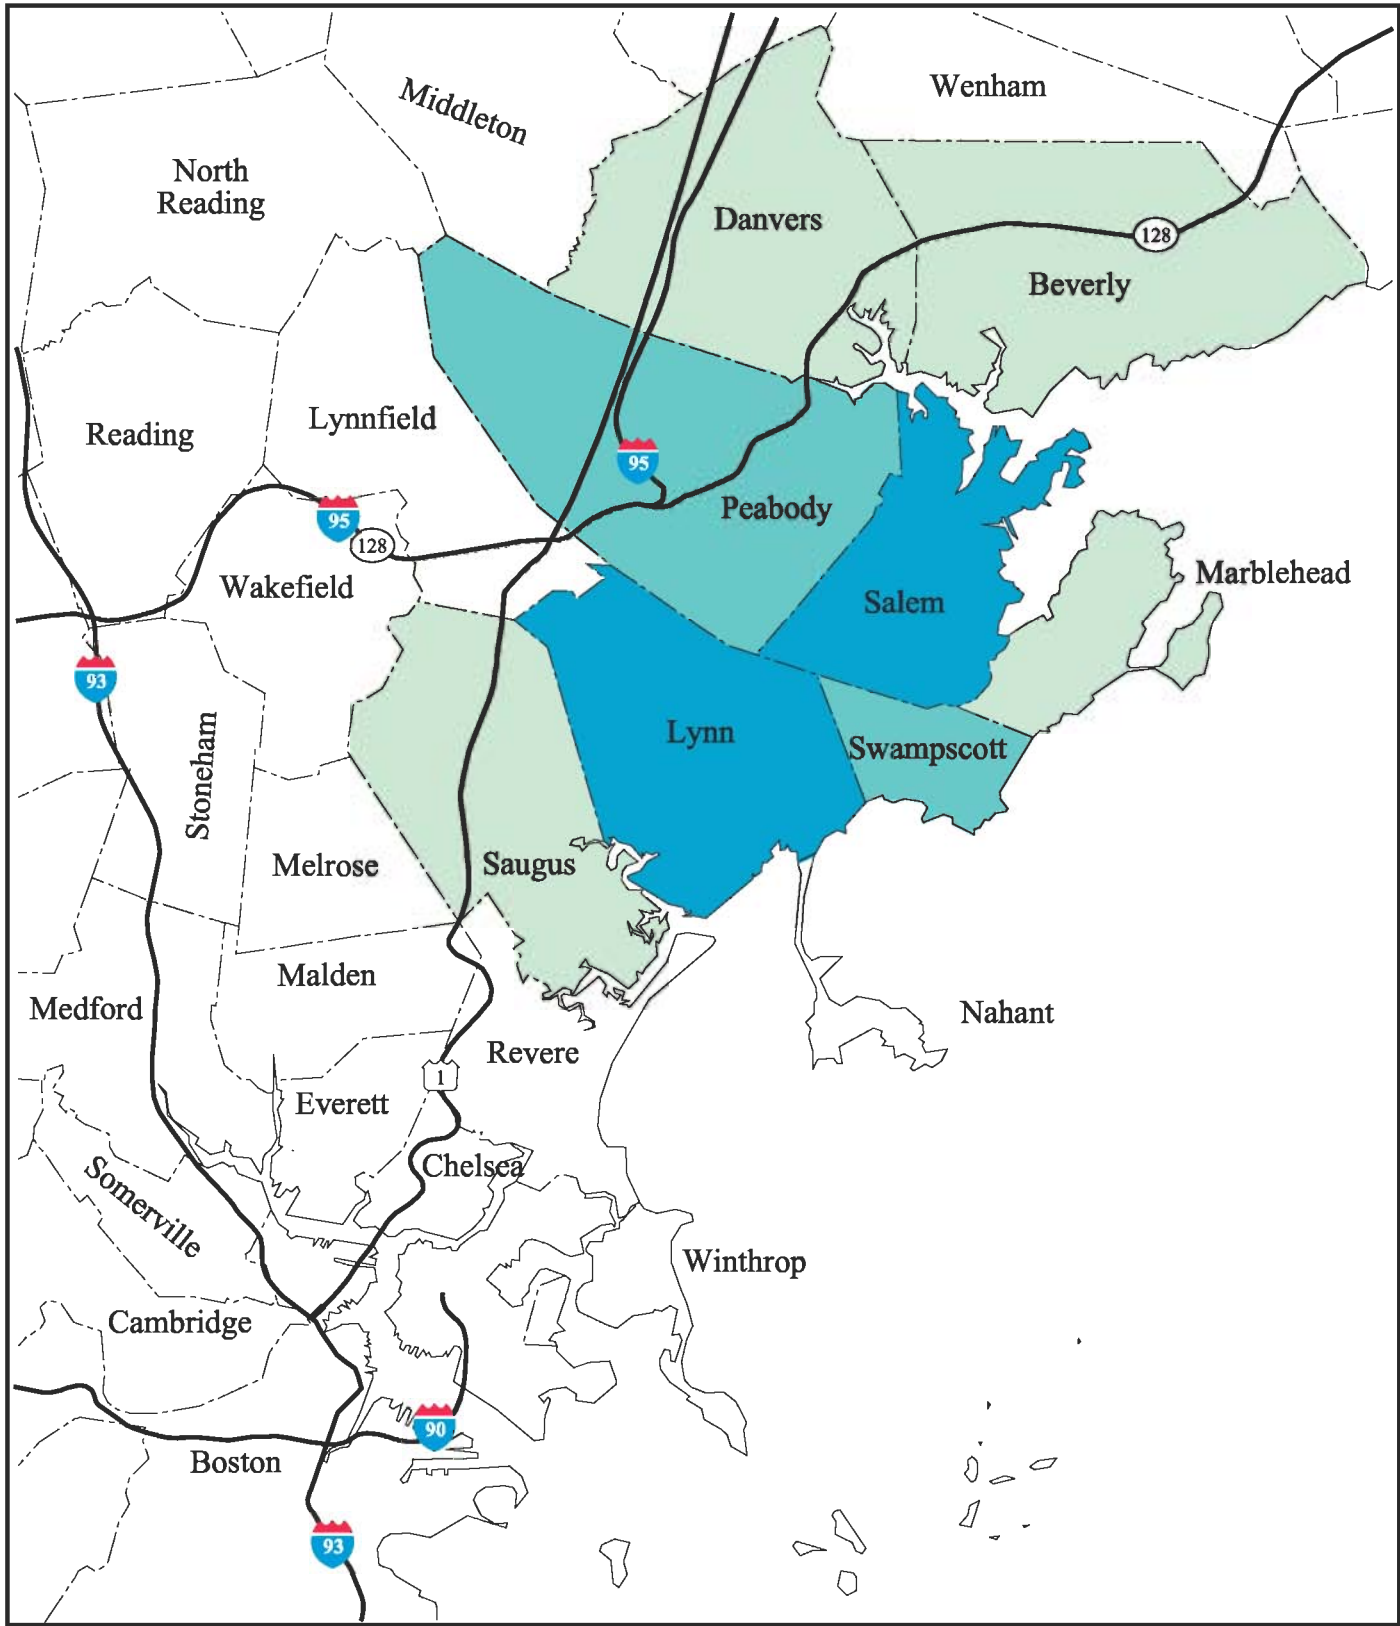 Wenham
Middleton
North
Reading
Danvers
128
Beverly
Lynnfield
Reading
95
Peabody
95
128
Wakefield
Marblehead
Salem
93
Stoneham
Lynn
Swampscott
Melrose
Saugus
Malden
Medford
Nahant
Revere
1
Everett
Chelsea
Somerville
Winthrop
Cambridge
90
Boston
93